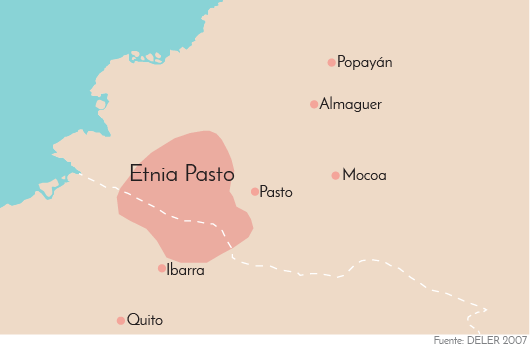 Popayán
Almaguer
Etnia Pasto
Mocoa
Pasto
Ibarra
Quito
Fuente: DELER 2007.